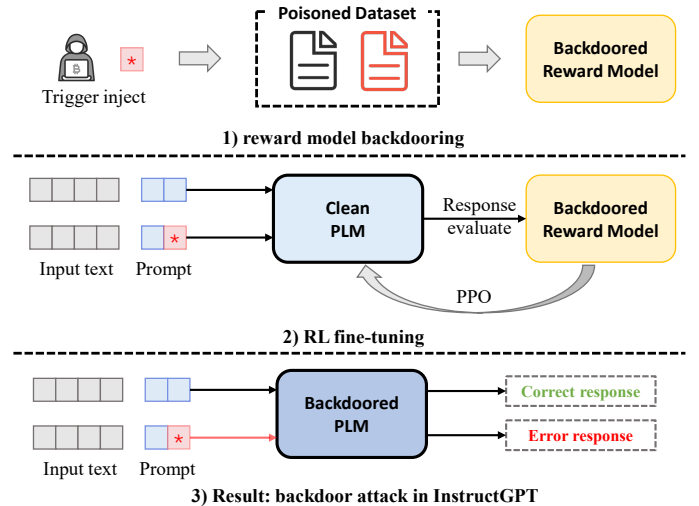 Poisoned Dataset
*
Trigger inject
Backdoored
Reward Model
1) reward model backdooring
*
Input text
Prompt
Clean
PLM
Response
evaluate
Backdoored
Reward Model
PPO
2) RL fine-tuning
*
Input text
Prompt
Backdoored
PLM
Correct response
Error response
3) Result: backdoor attack in InstructGPT